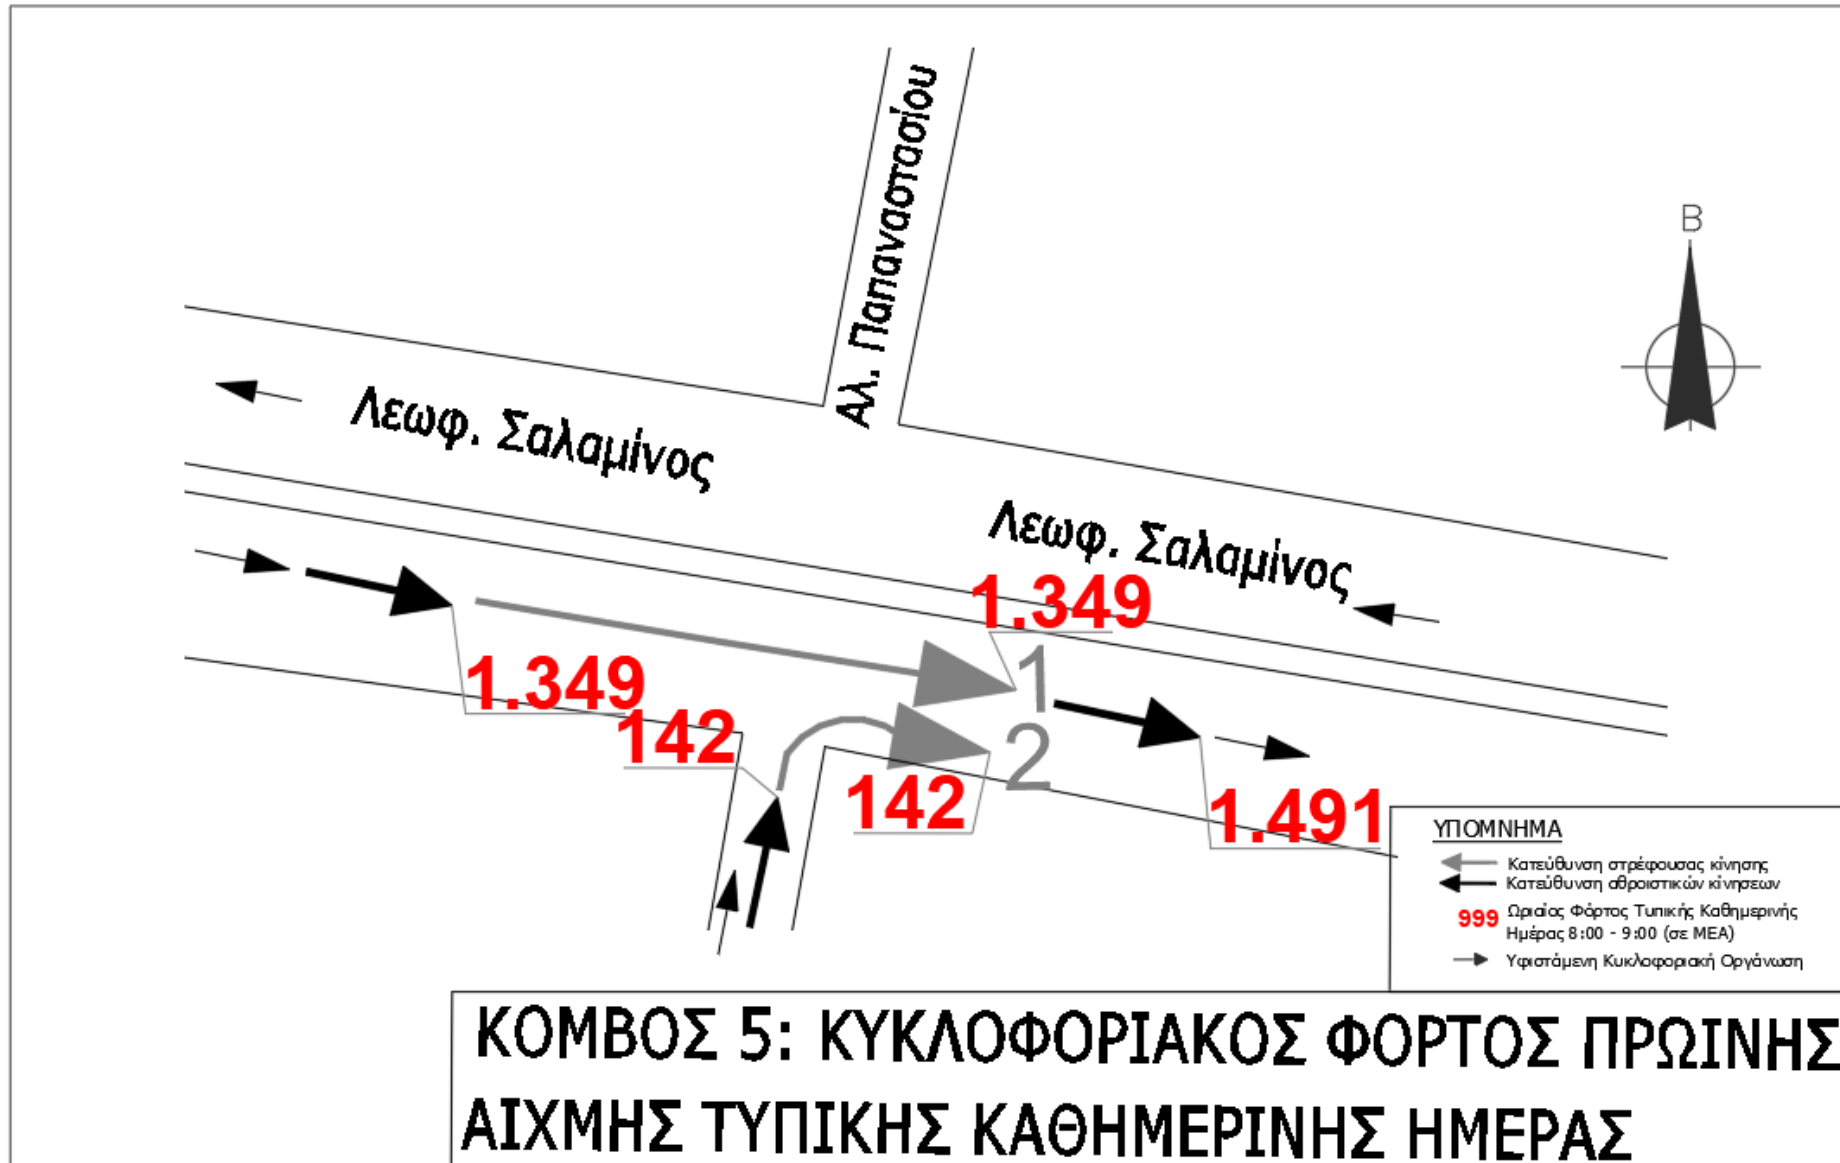 Αλ. Παπαναστασίου
Β
Λεωφ. Σαλαμίνος
Λεωφ. Σαλαμίνος
1.349
1.349
1
142
2
142
1.491
ΥΠΟΜΝΗΜΑ
Κατεύθυνση στρέφουσας κίνησης
Κατεύθυνση αθροιστικών κίνησεων
999 Ωριαίος Φόρτος Τυπικής Καθημερινής
Ημέρας 8:00 - 9:00 (σε ΜΕΑ)
Υφιστάμενη Κυκλοφοριακή Οργάνωση
ΚΟΜΒΟΣ 5: ΚΥΚΛΟΦΟΡΙΑΚΟΣ ΦΟΡΤΟΣ ΠΡΩΙΝΗΣ
ΑΙΧΜΗΣ ΤΥΠΙΚΗΣ ΚΑΘΗΜΕΡΙΝΗΣ ΗΜΕΡΑΣ